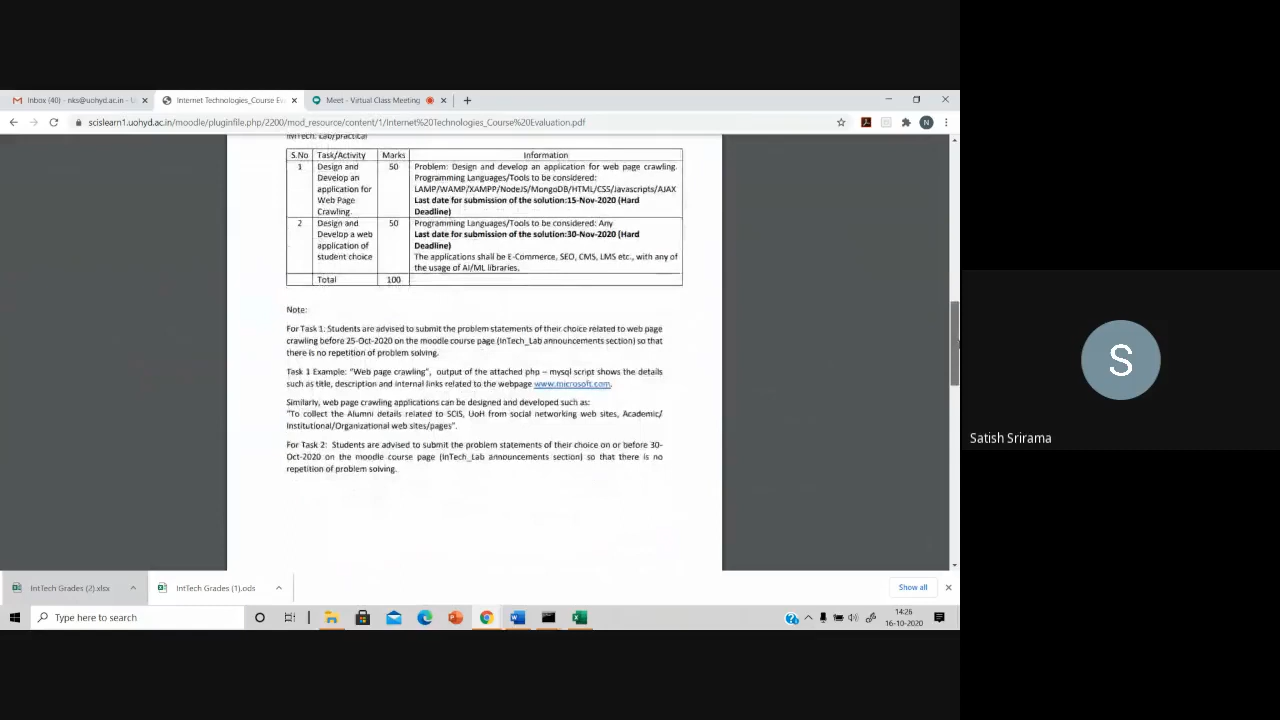 Inbox (40) - nks@uohyd.ac.in - U
Internet Technologies_Course Ev
Meet - Virtual Class Meeting
scislearn1.uohyd.ac.in/moodle/pluginfile.php/2200/mod_resource/content/1/Internet%20Technologies_Course%20Evaluation.pdf
N
IMTech: Lab/practical
S.No Task/Activity Marks Information
1 Design and Develop an application for Web Page Crawling. 50 Problem: Design and develop an application for web page crawling.
Programming Languages/Tools to be considered:
LAMP/WAMP/XAMPP/NodeJS/MongoDB/HTML/CSS/Javascripts/AJAX
Last date for submission of the solution:15-Nov-2020 (Hard
Deadline)
2 Design and Develop a web application of student choice 50 Programming Languages/Tools to be considered: Any
Last date for submission of the solution:30-Nov-2020 (Hard
Deadline)
The applications shall be E-Commerce, SEO, CMS, LMS etc., with any of
the usage of AI/ML libraries.
Total 100
Note:
For Task 1: Students are advised to submit the problem statements of their choice related to web page
crawling before 25-Oct-2020 on the moodle course page (InTech_Lab announcements section) so that
there is no repetition of problem solving.
Task 1 Example: "Web page crawling", output of the attached php – mysql script shows the details
such as title, description and internal links related to the webpage www.microsoft.com.
Similarly, web page crawling applications can be designed and developed such as:
"To collect the Alumni details related to SCIS, UoH from social networking web sites, Academic/
Institutional/Organizational web sites/pages".
For Task 2: Students are advised to submit the problem statements of their choice on or before 30-
Oct-2020 on the moodle course page (InTech_Lab announcements section) so that there is no
repetition of problem solving.
S
Satish Srirama
IntTech Grades (2).xlsx
IntTech Grades (1).ods
Show all
Type here to search
14:26
16-10-2020